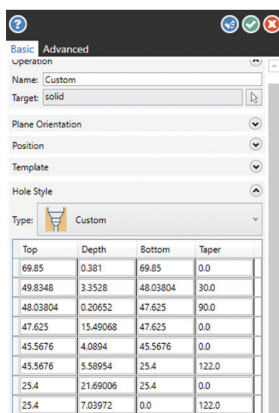 Basic Advanced
Operation
Name: Custom
Target: solid
Plane Orientation
Position
Template
Hole Style
Type: Custom
Top Depth Bottom Taper
69.85 0.381 69.85 0.0
49.8348 3.3528 48.03804 30.0
48.03804 0.20652 47.625 90.0
47.625 15.49068 47.625 0.0
45.5676 4.0894 45.5676 0.0
45.5676 5.58954 25.4 122.0
25.4 21.69006 25.4 0.0
25.4 7.03972 0.0 122.0